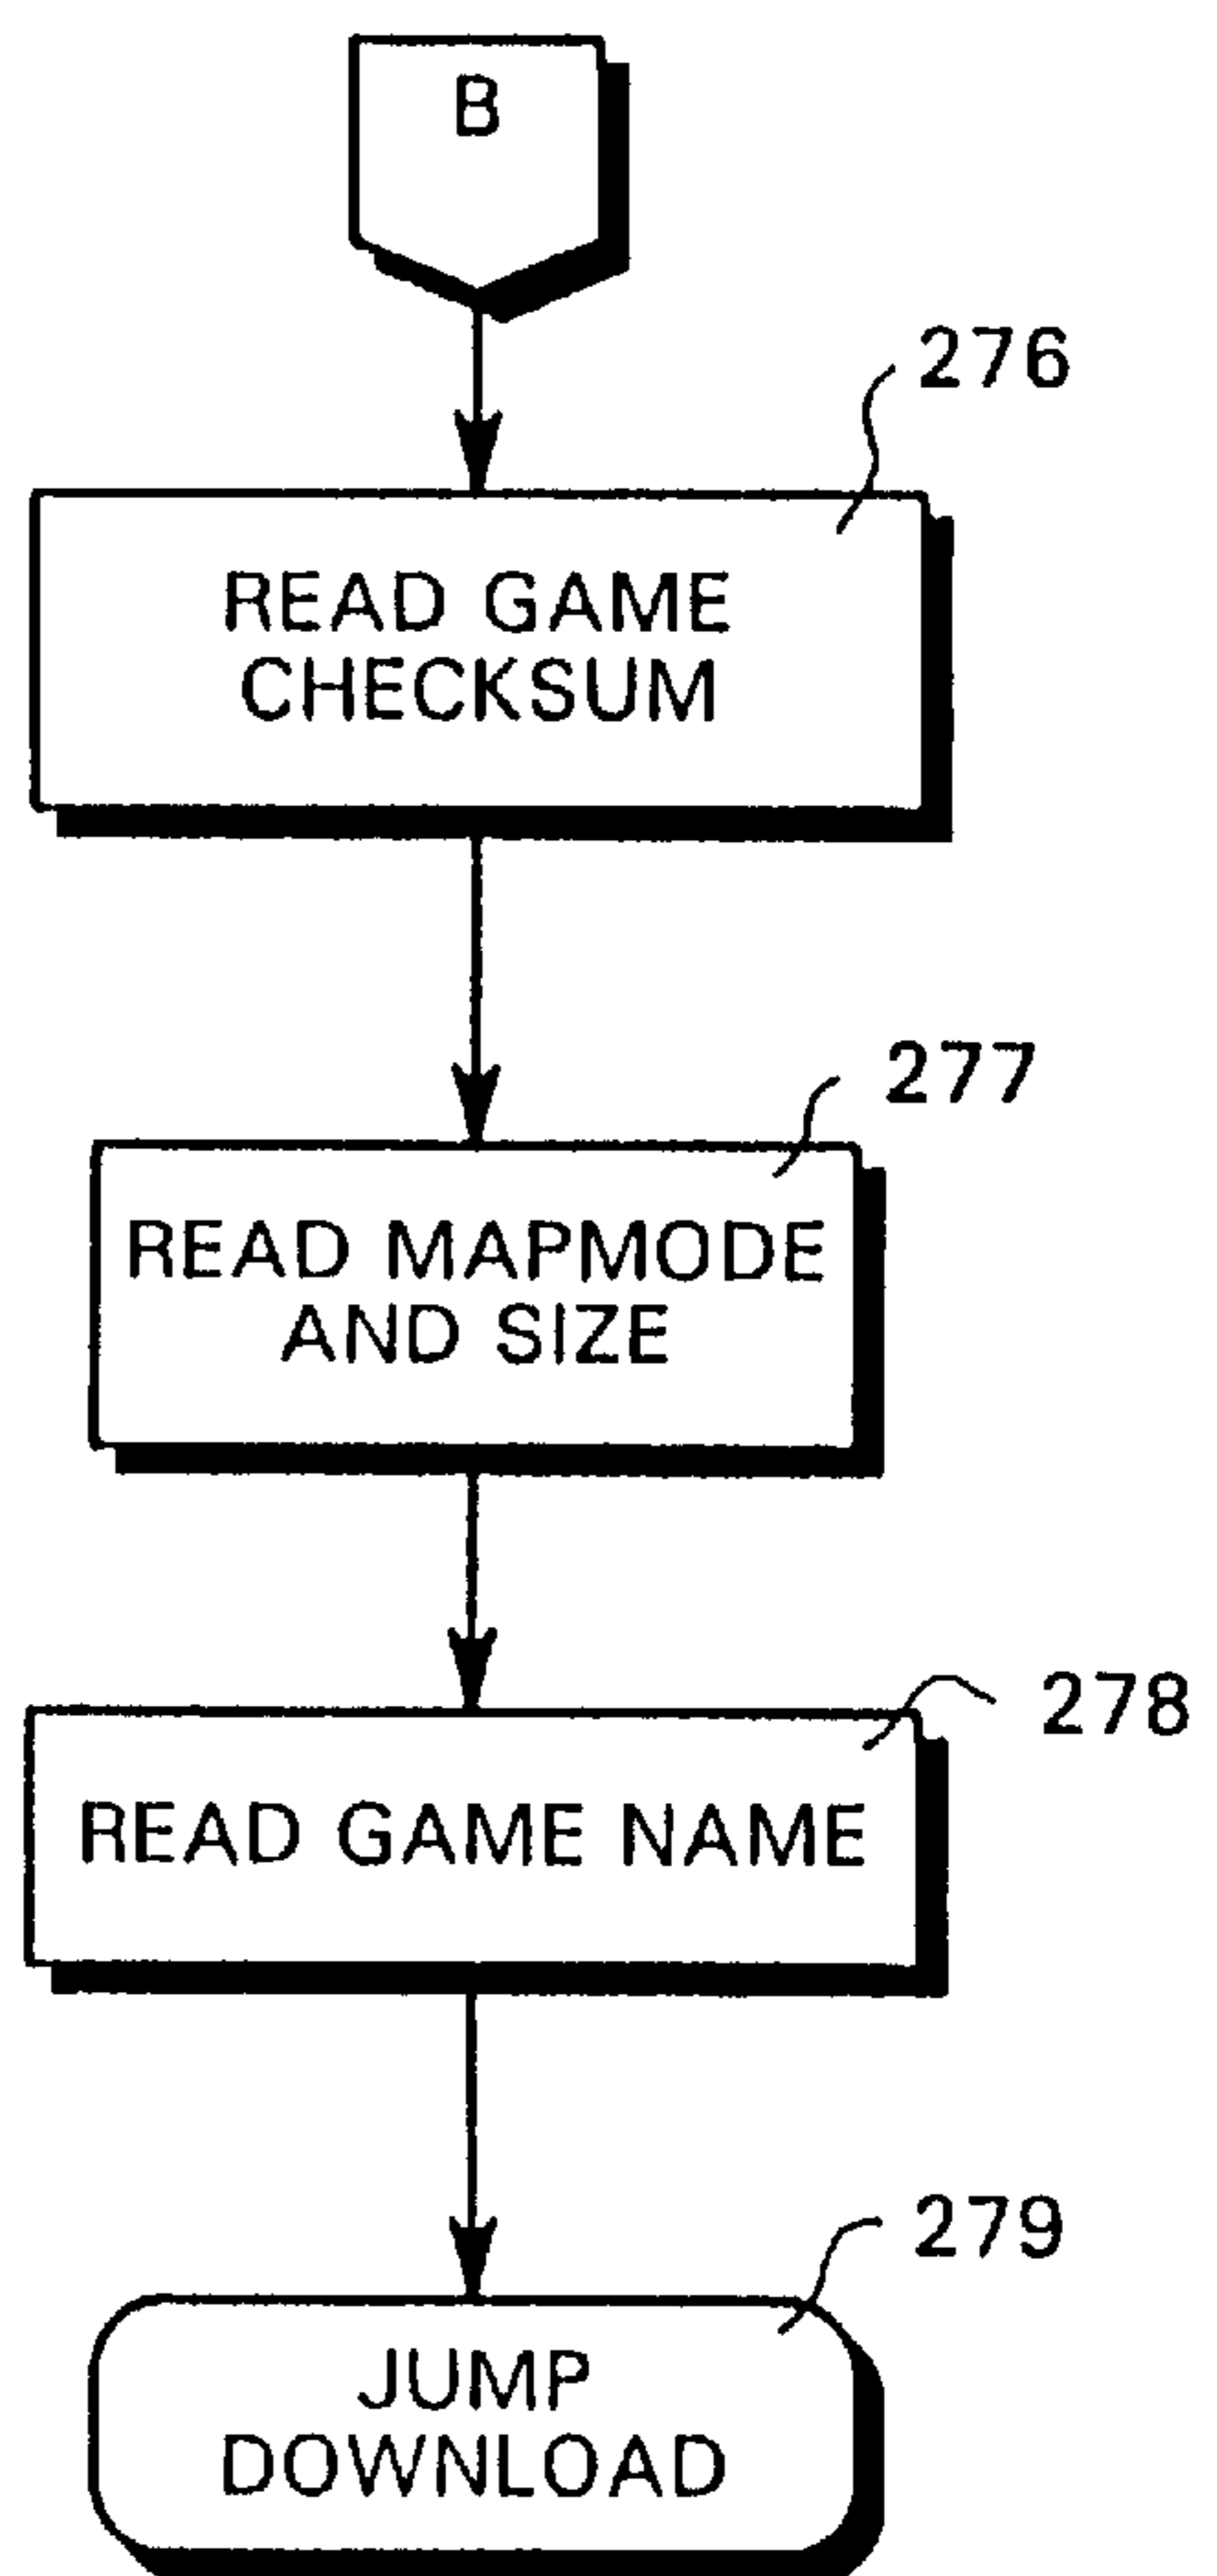 B
276
READ GAME
CHECKSUM
277
READ MAPMODE
AND SIZE
278
READ GAME NAME
279
JUMP
DOWNLOAD